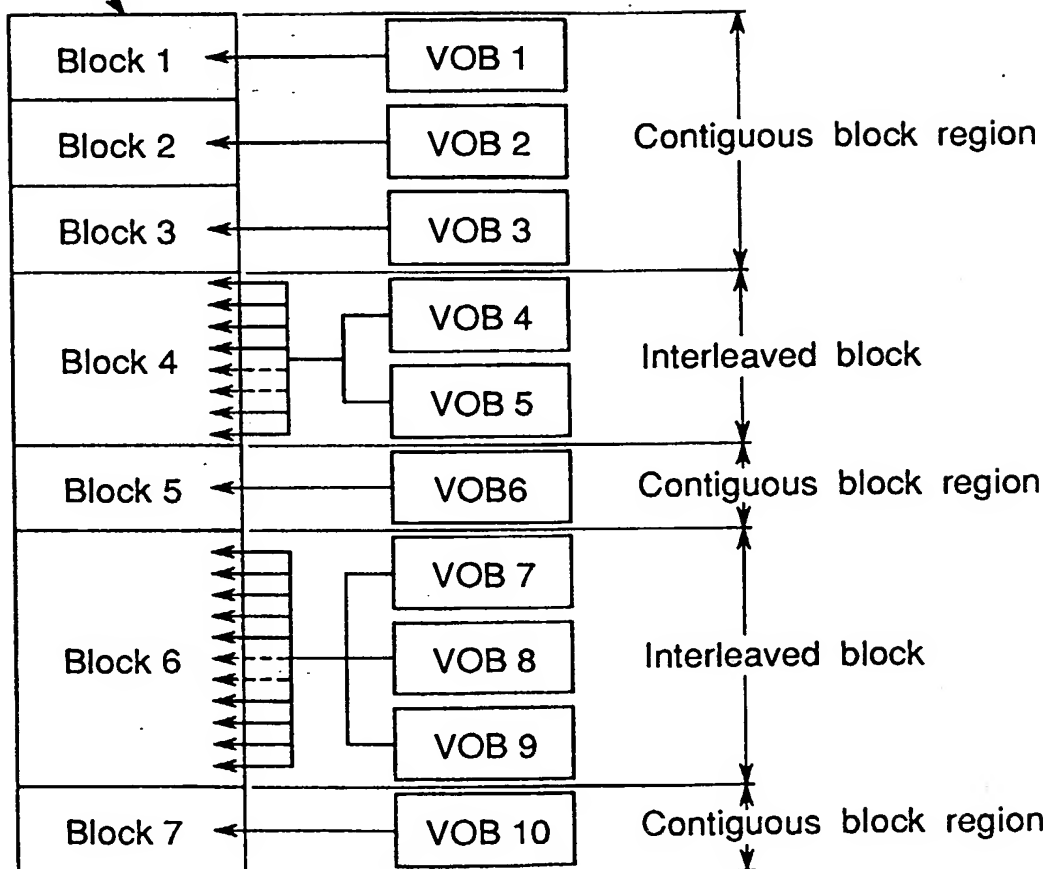 Block 1
VOB 1
Block 2
VOB 2
Contiguous block region
Block 3
VOB 3
VOB 4
Block 4
Interleaved block
VOB 5
Block 5
VOB6
Contiguous block region
VOB 7
Block 6
VOB 8
Interleaved block
VOB 9
Block 7
VOB 10
Contiguous block region